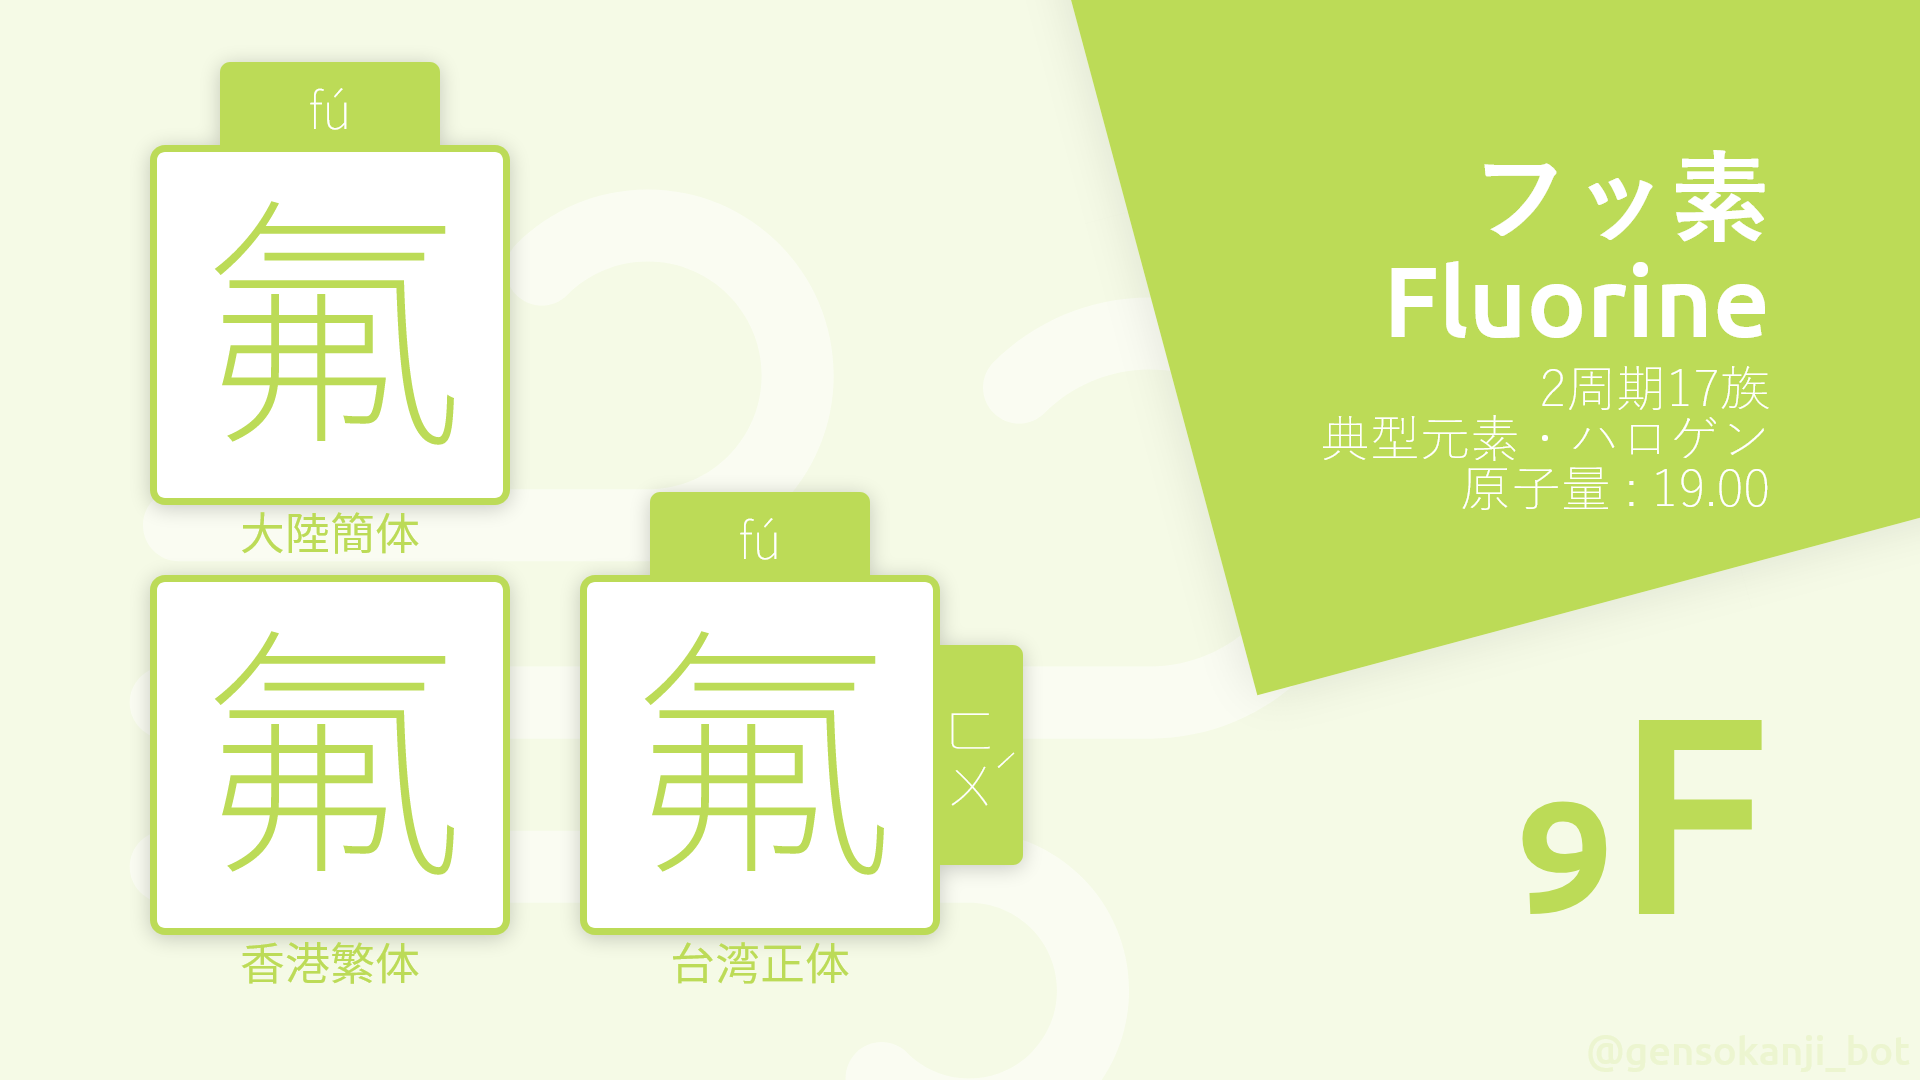 fú
氟
大陸簡体
香港繁体
氟
fú
氟
ㄈㄨˊ
台湾正体
フッ素
Fluorine
2周期17族
典型元素・ハロゲン
原子量：19.00
9F
@gensokanji_bot